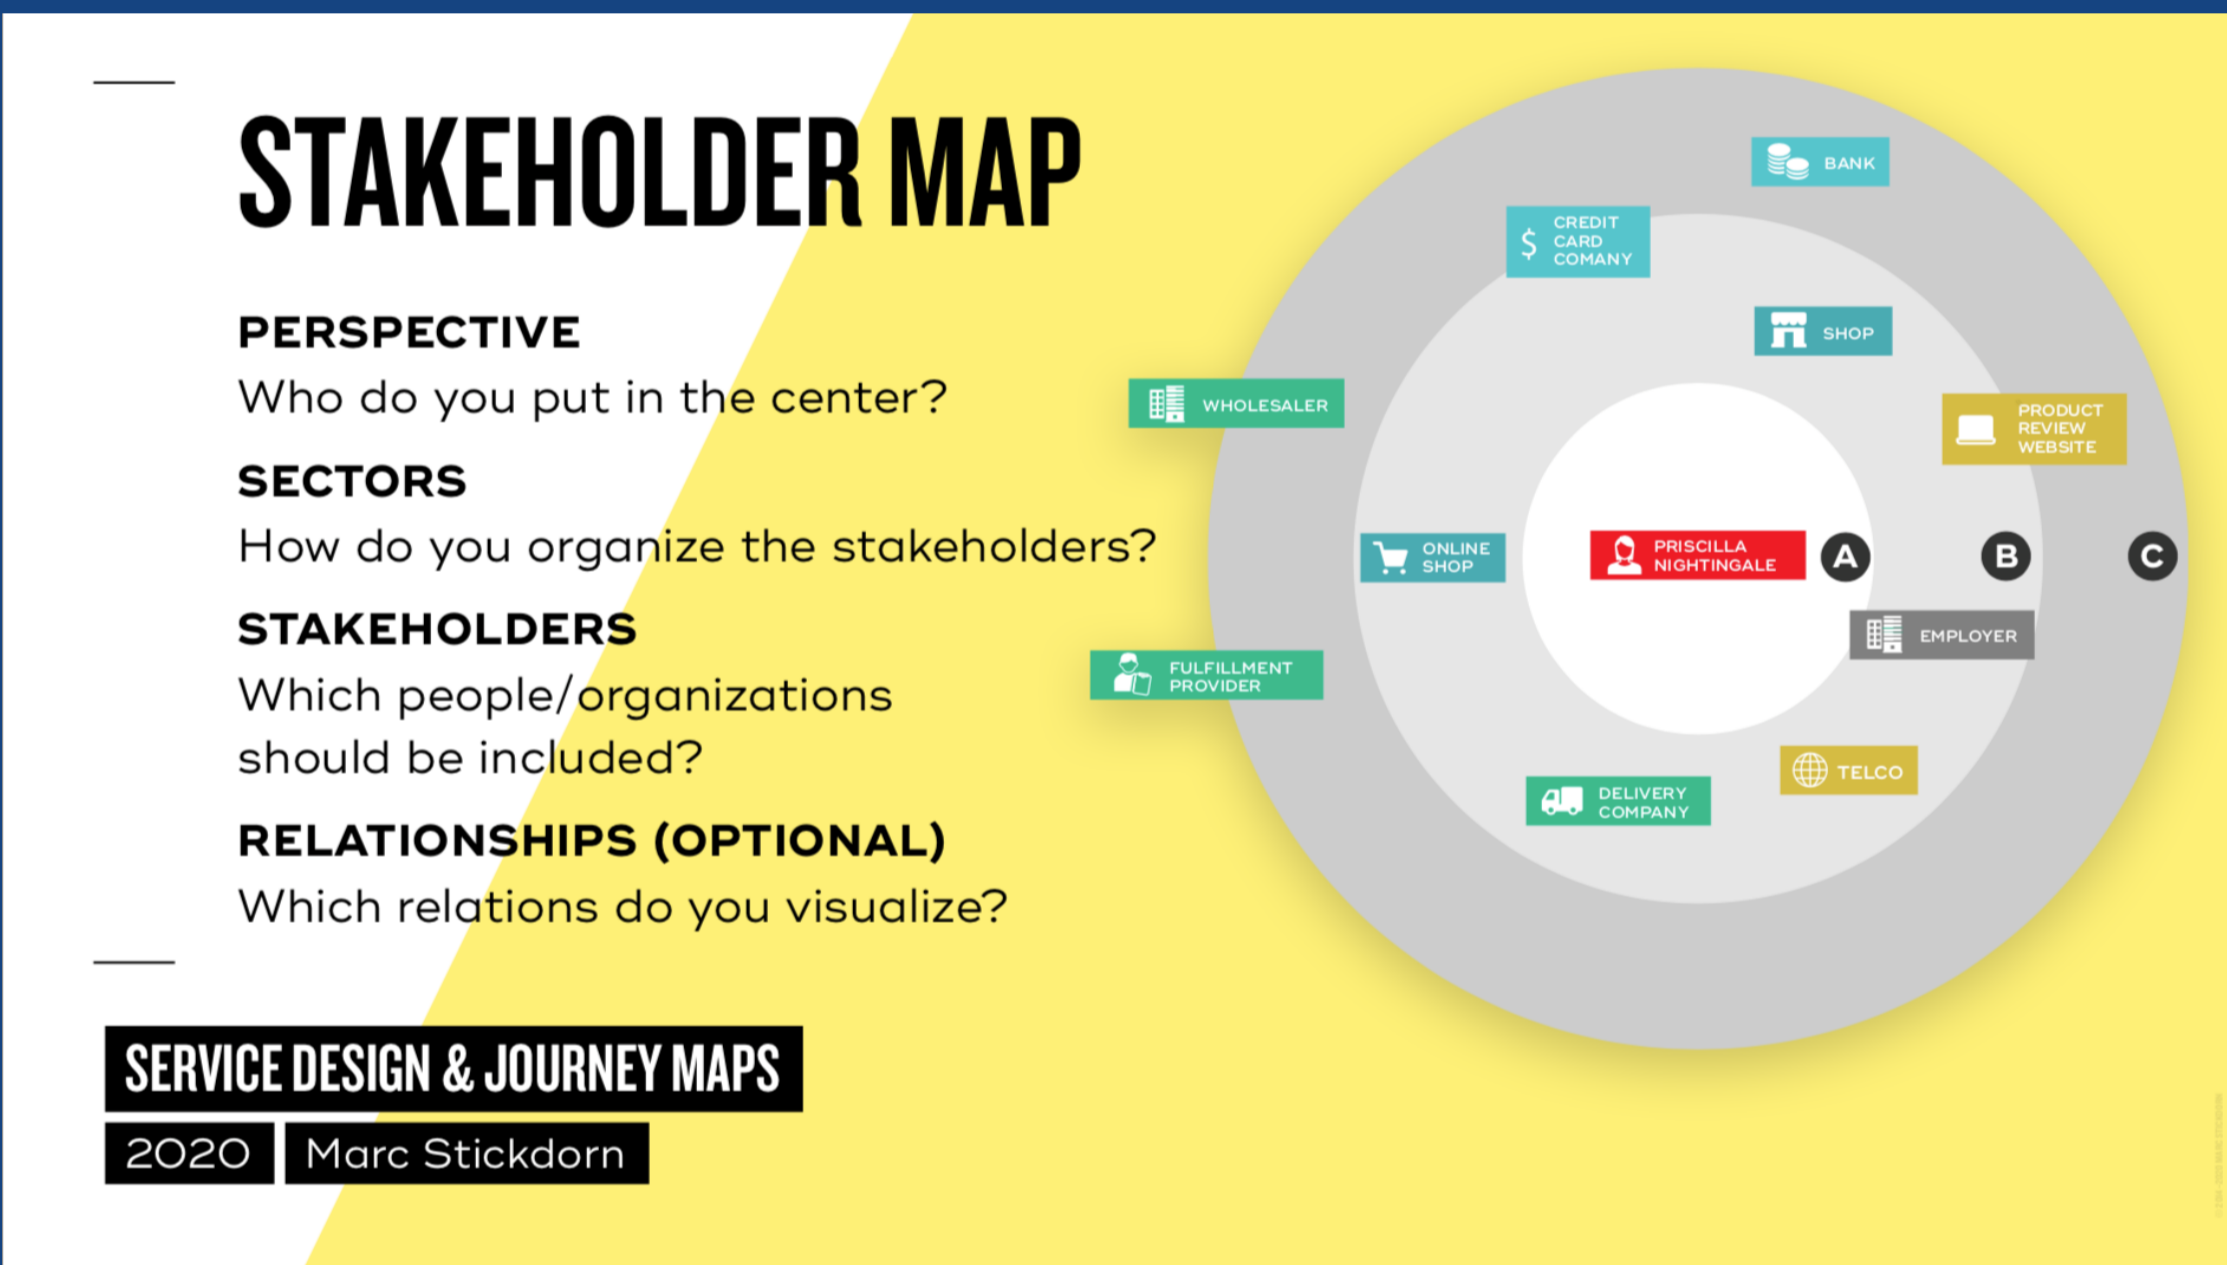 STAKEHOLDER MAP
PERSPECTIVE
Who do you put in the center?
SECTORS
How do you organize the stakeholders?
STAKEHOLDERS
Which people/organizations
should be included?
RELATIONSHIPS (OPTIONAL)
Which relations do you visualize?
SERVICE DESIGN & JOURNEY MAPS
2020
Marc Stickdorn
BANK
$
CREDIT
CARD
COMANY
SHOP
WHOLESALER
PRODUCT
REVIEW
WEBSITE
ONLINE
SHOP
PRISCILLA
NIGHTINGALE
A
B
C
EMPLOYER
FULFILLMENT
PROVIDER
TELCO
DELIVERY
COMPANY